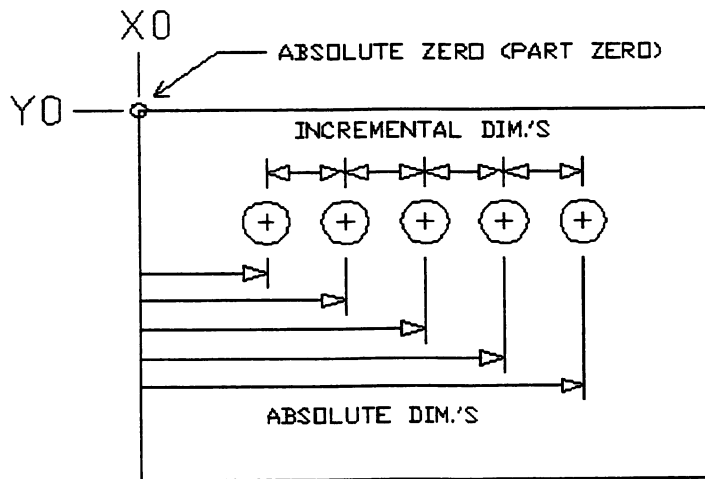 X0
ABSOLUTE ZERO (PART ZERO)
Y0
INCREMENTAL DIM.'S
ABSOLUTE DIM.'S